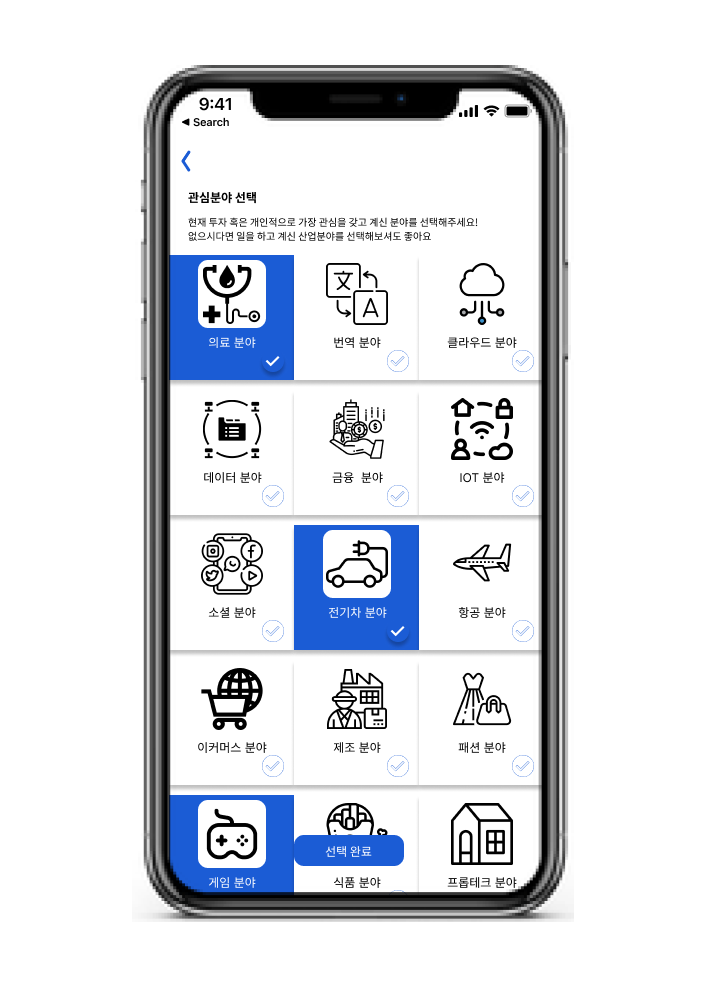 9:41
◀ Search
관심분야 선택
현재 투자 혹은 개인적으로 가장 관심을 갖고 계신 분야를 선택해주세요!
없으시다면 일을 하고 계신 산업분야를 선택해보셔도 좋아요
文
A
의료 분야
번역 분야
클라우드 분야
데이터 분야
금융 분야
IOT 분야
소셜 분야
전기차 분야
항공 분야
이커머스 분야
제조 분야
패션 분야
선택 완료
게임 분야
식품 분야
프롭테크 분야